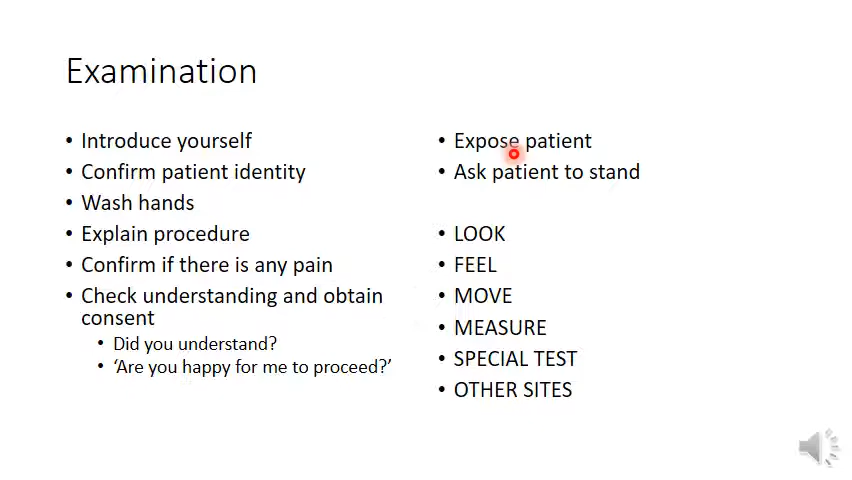 Examination
• Introduce yourself
• Confirm patient identity
• Wash hands
• Explain procedure
• Confirm if there is any pain
• Check understanding and obtain
consent
• Did you understand?
• ‘Are you happy for me to proceed?’
• Expose patient
• Ask patient to stand
• LOOK
• FEEL
• MOVE
• MEASURE
• SPECIAL TEST
• OTHER SITES